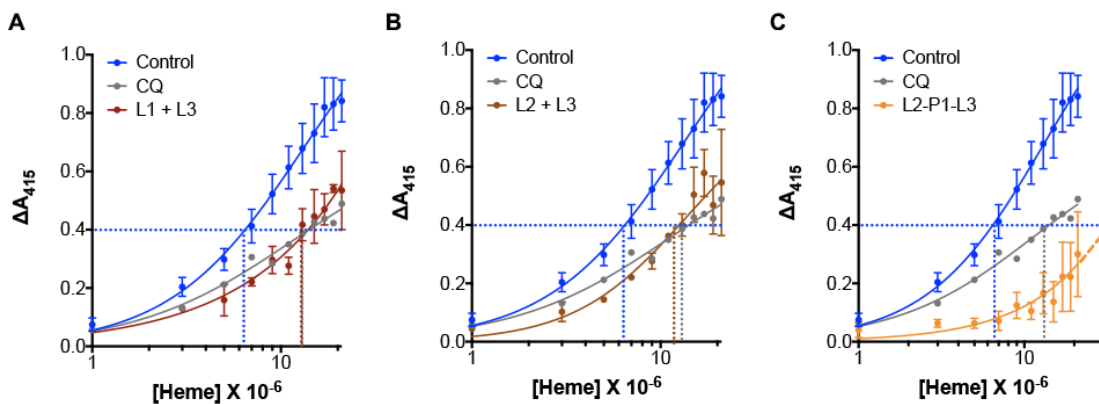 A
Control
CQ
L1 + L3
1.0
0.8
0.6
0.4
0.2
0.0
ΔA415
1
10
[Heme] X 10-6
B
Control
CQ
L2 + L3
1.0
0.8
0.6
0.4
0.2
0.0
ΔA415
1
10
[Heme] X 10-6
C
Control
CQ
L2-P1-L3
1.0
0.8
0.6
0.4
0.2
0.0
ΔA415
1
10
[Heme] X 10-6